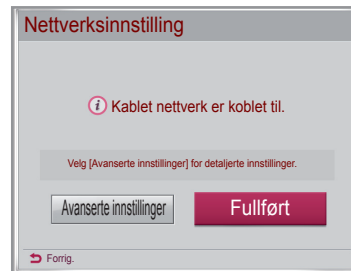 Nettverksinnstilling
Kablet nettverk er koblet til.
Velg [Avanserte innstillinger] for detaljerte innstillinger.
Avanserte innstillinger
Fullført
Forrig.